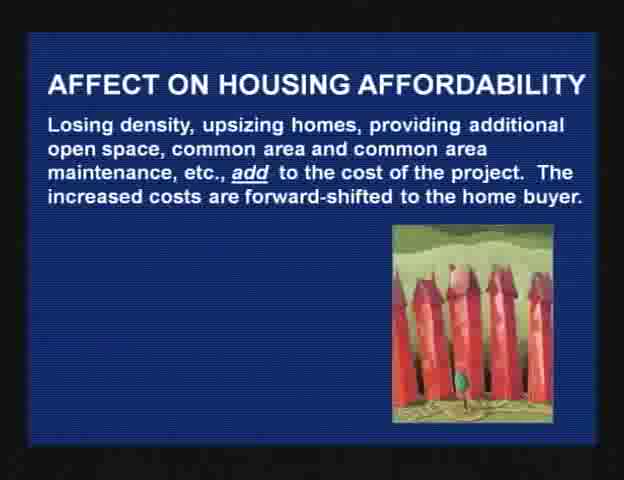 AFFECT ON HOUSING AFFORDABILITY
Losing density, upsizing homes, providing additional
open space, common area and common area
maintenance, etc., add to the cost of the project. The
increased costs are forward-shifted to the home buyer.